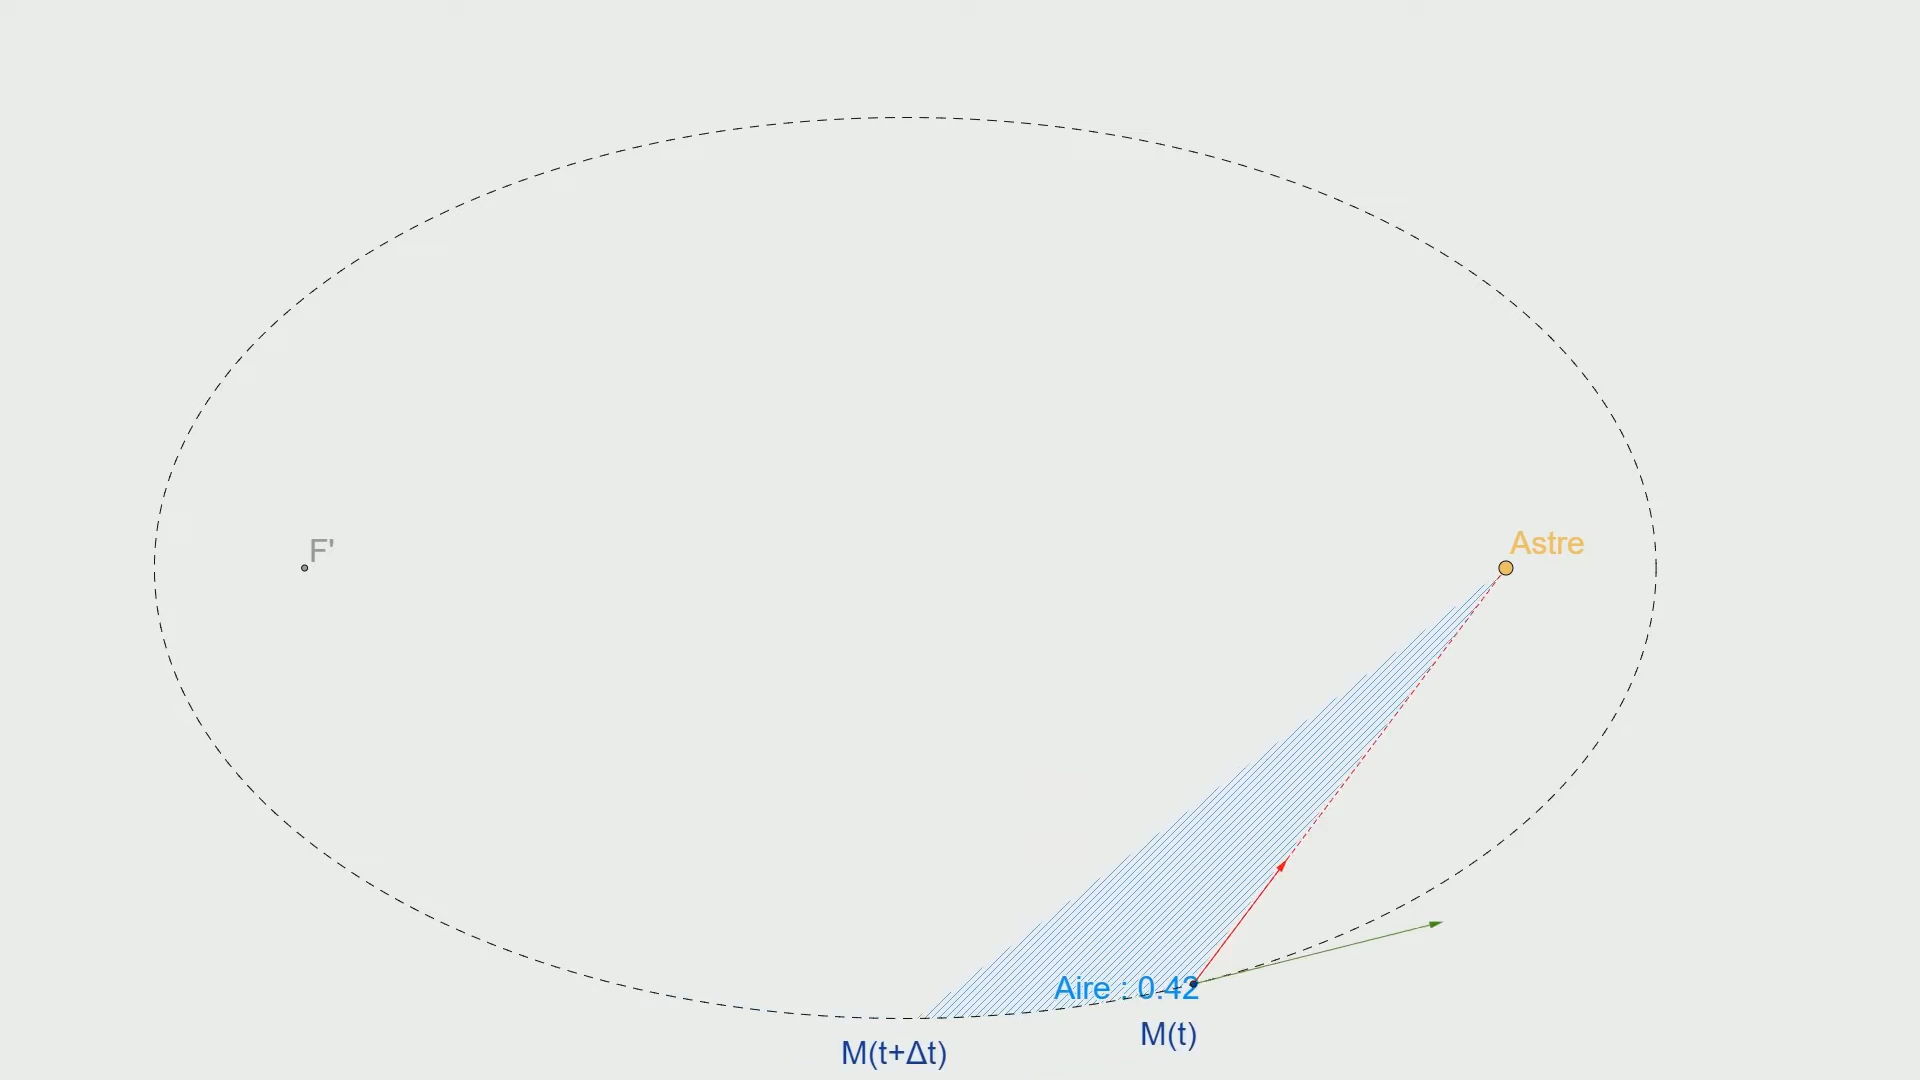 Astre
F'
Aire : 0.42
M(t)
M(t+Δt)